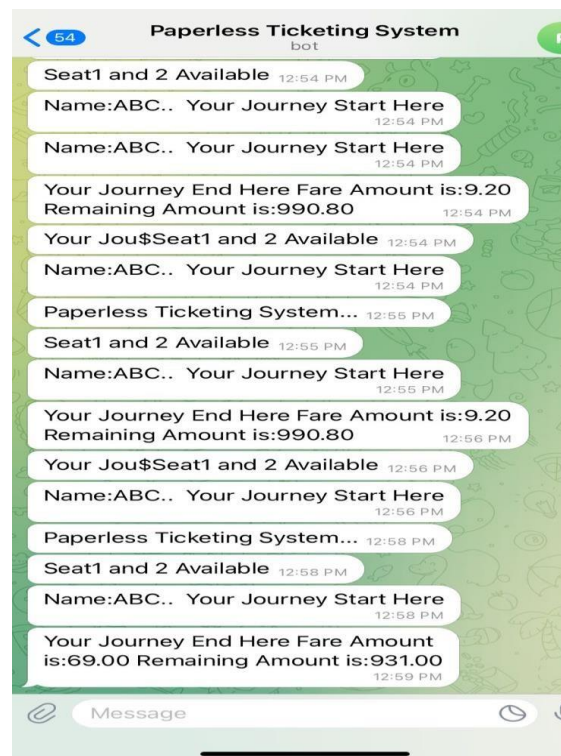 54
Paperless Ticketing System
bot
Seat1 and 2 Available 12:54 PM
Name:ABC.. Your Journey Start Here
12:54 PM
Name:ABC.. Your Journey Start Here
12:54 PM
Your Journey End Here Fare Amount is:9.20
Remaining Amount is:990.80 12:54 PM
Your Jou$Seat1 and 2 Available 12:54 PM
Name:ABC.. Your Journey Start Here
12:54 PM
Paperless Ticketing System... 12:55 PM
Seat1 and 2 Available 12:55 PM
Name:ABC.. Your Journey Start Here
12:55 PM
Your Journey End Here Fare Amount is:9.20
Remaining Amount is:990.80 12:56 PM
Your Jou$Seat1 and 2 Available 12:56 PM
Name:ABC.. Your Journey Start Here
12:56 PM
Paperless Ticketing System... 12:58 PM
Seat1 and 2 Available 12:58 PM
Name:ABC.. Your Journey Start Here
12:58 PM
Your Journey End Here Fare Amount
is:69.00 Remaining Amount is:931.00
12:59 PM
Message